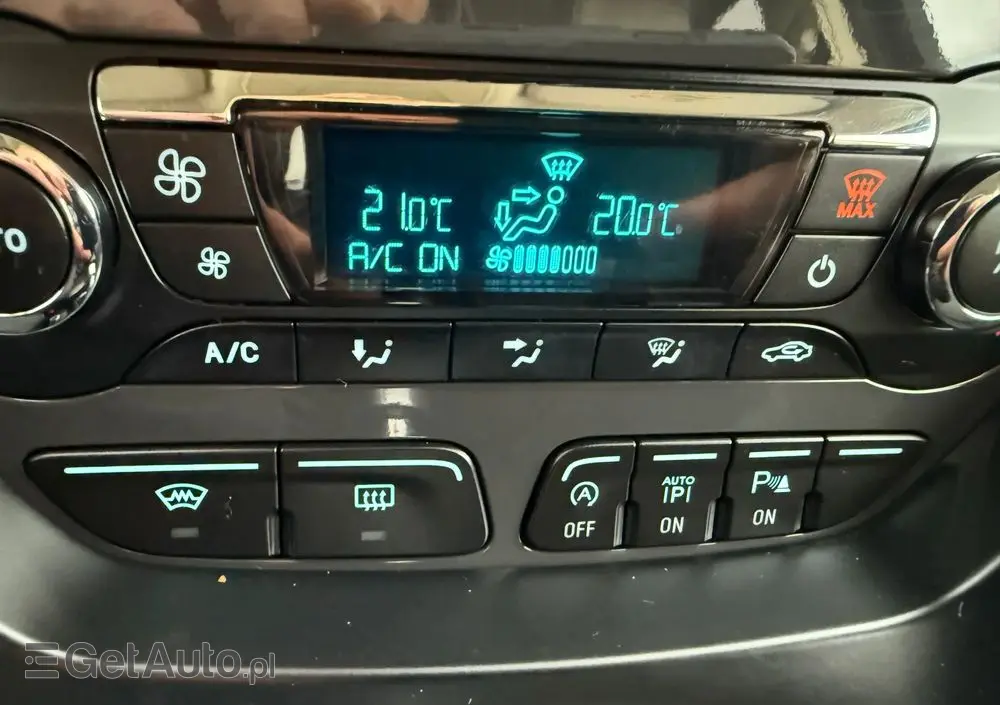 21.0°C 20.0°C
A/C ON
MAX
A/C
OFF
AUTO
P
ON
P
ON
GetAuto.pl